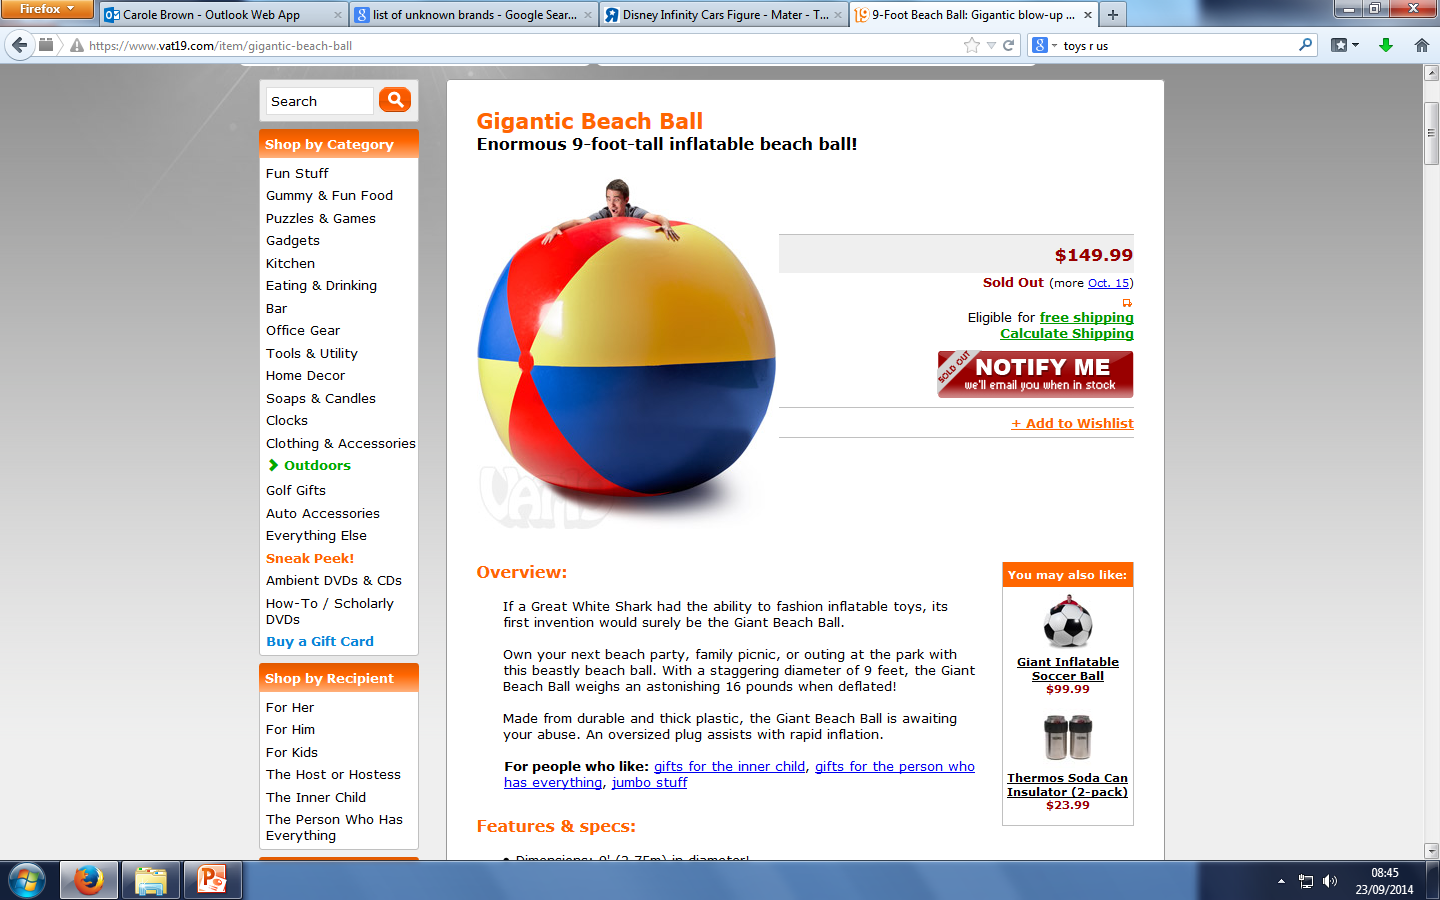 Firefox
Carole Brown - Outlook Web App
list of unknown brands - Google Sear...
Disney Infinity Cars Figure - Mater - T...
9-Foot Beach Ball: Gigantic blow-up ...
https://www.vat19.com/item/gigantic-beach-ball
toys r us
Search
Shop by Category
Fun Stuff
Gummy & Fun Food
Puzzles & Games
Gadgets
Kitchen
Eating & Drinking
Bar
Office Gear
Tools & Utility
Home Decor
Soaps & Candles
Clocks
Clothing & Accessories
Outdoors
Golf Gifts
Auto Accessories
Everything Else
Sneak Peek!
Ambient DVDs & CDs
How-To / Scholarly
DVDs
Buy a Gift Card
Shop by Recipient
For Her
For Him
For Kids
The Host or Hostess
The Inner Child
The Person Who Has
Everything
Gigantic Beach Ball
Enormous 9-foot-tall inflatable beach ball!
VAT19
$149.99
Sold Out (more Oct. 15)
Eligible for free shipping
Calculate Shipping
SOLD OUT
NOTIFY ME
we'll email you when in stock
+ Add to Wishlist
Overview:
If a Great White Shark had the ability to fashion inflatable toys, its
first invention would surely be the Giant Beach Ball.
Own your next beach party, family picnic, or outing at the park with
this beastly beach ball. With a staggering diameter of 9 feet, the Giant
Beach Ball weighs an astonishing 16 pounds when deflated!
Made from durable and thick plastic, the Giant Beach Ball is awaiting
your abuse. An oversized plug assists with rapid inflation.
For people who like: gifts for the inner child, gifts for the person who
has everything, jumbo stuff
Features & specs:
• Dimensions: 9' (2.75m) in diameter!
You may also like:
Giant Inflatable
Soccer Ball
$99.99
Thermos Soda Can
Insulator (2-pack)
$23.99
08:45
23/09/2014